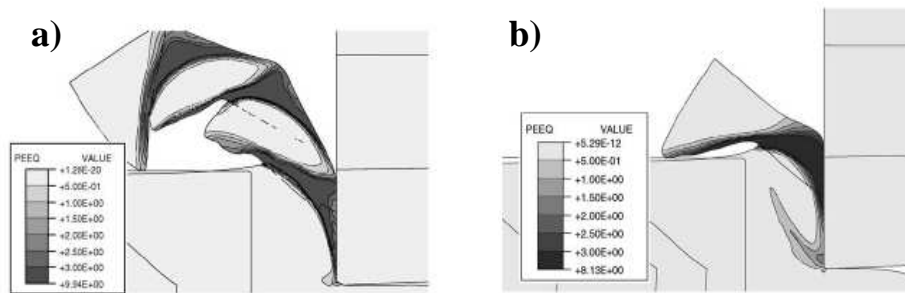 a)
PEEQ VALUE
+1.28E-20
+5.00E-01
+1.00E+00
+1.50E+00
+2.00E+00
+2.50E+00
+3.00E+00
+9.94E+00
b)
PEEQ VALUE
+5.29E-12
+5.00E-01
+1.00E+00
+1.50E+00
+2.00E+00
+2.50E+00
+3.00E+00
+8.13E+00